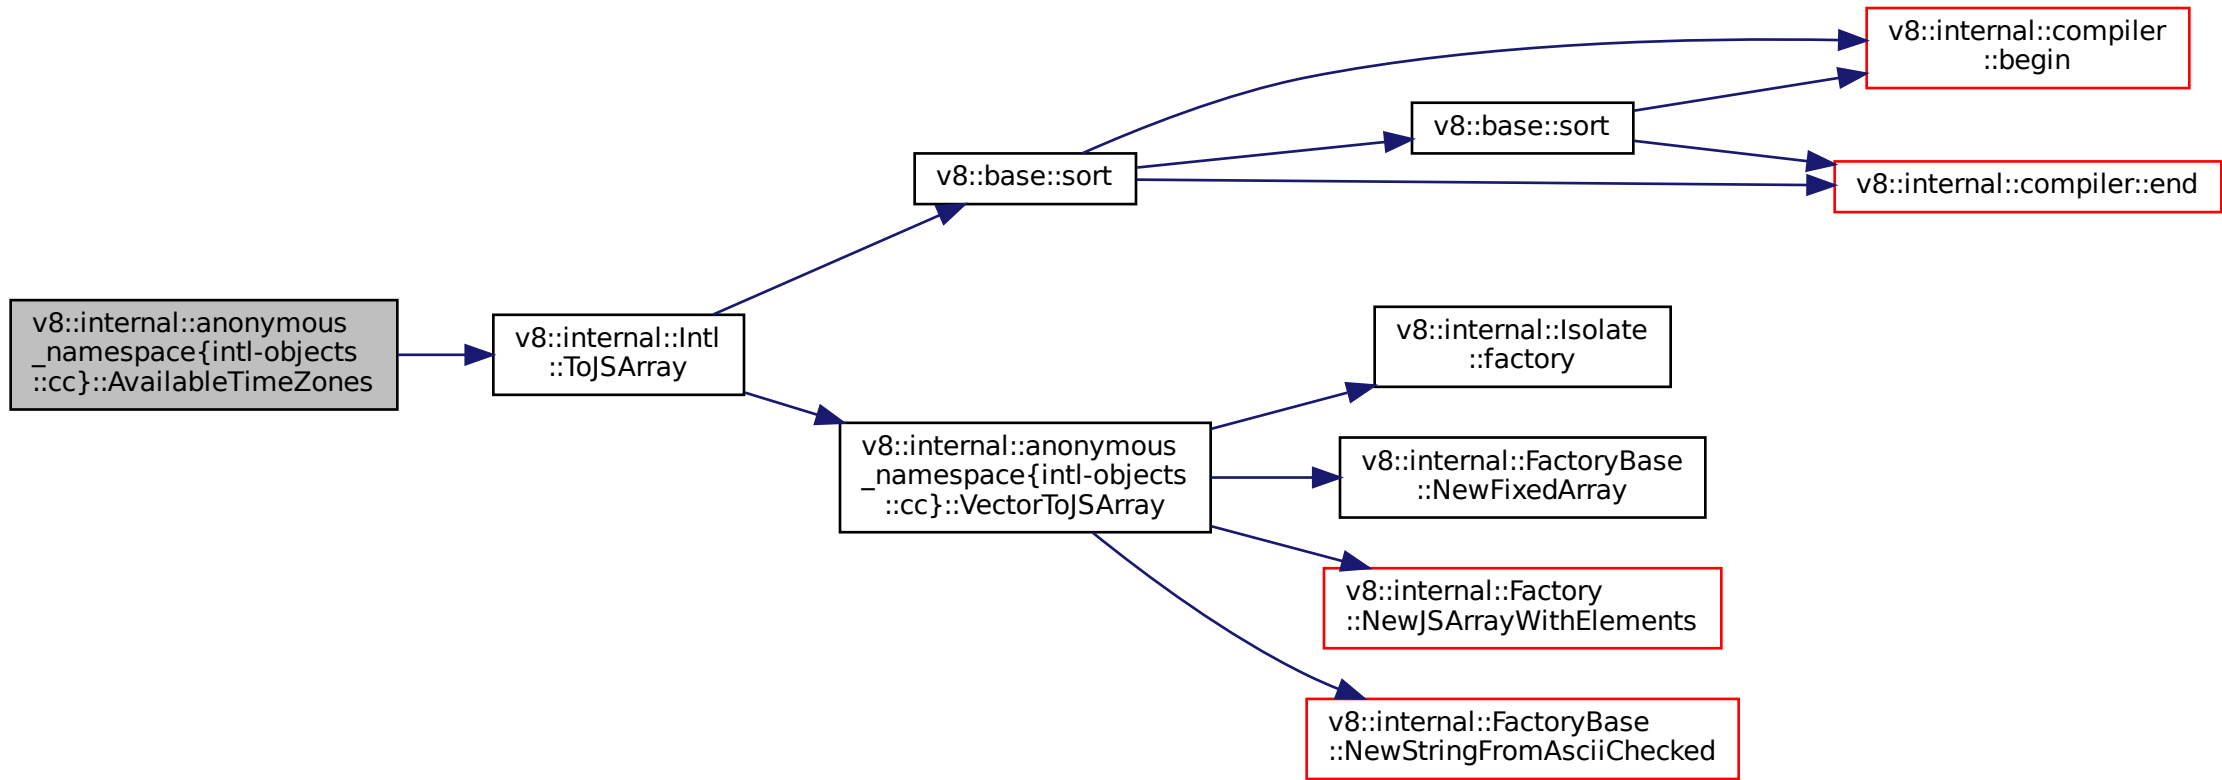 v8::internal::anonymous
_namespace{intl-objects
::cc}::AvailableTimeZones
v8::internal::Intl
::ToJSArray
v8::base::sort
v8::base::sort
v8::internal::compiler
::begin
v8::internal::compiler::end
v8::internal::anonymous
_namespace{intl-objects
::cc}::VectorToJSArray
v8::internal::Isolate
::factory
v8::internal::FactoryBase
::NewFixedArray
v8::internal::Factory
::NewJSArrayWithElements
v8::internal::FactoryBase
::NewStringFromAsciiChecked